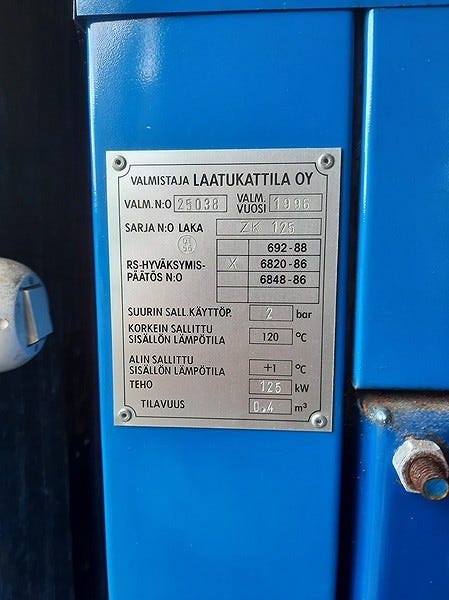 VALMISTAJA LAATUKATTILA OY
VALM. N:O 25038 VALM. VUOSI 1996
SARJA N:O LAKA ZK 125
692-88
RS-HYVÄKSYMIS- X 6820-86
PÄÄTÖS N:O 6848-86
SUURIN SALL.KÄYTTÖP. 2 bar
KORKEIN SALLITTU
SISÄLLÖN LÄMPÖTILA 120 °C
ALIN SALLITTU
SISÄLLÖN LÄMPÖTILA +1 °C
TEHO 125 kW
TILAVUUS 0,4 m³